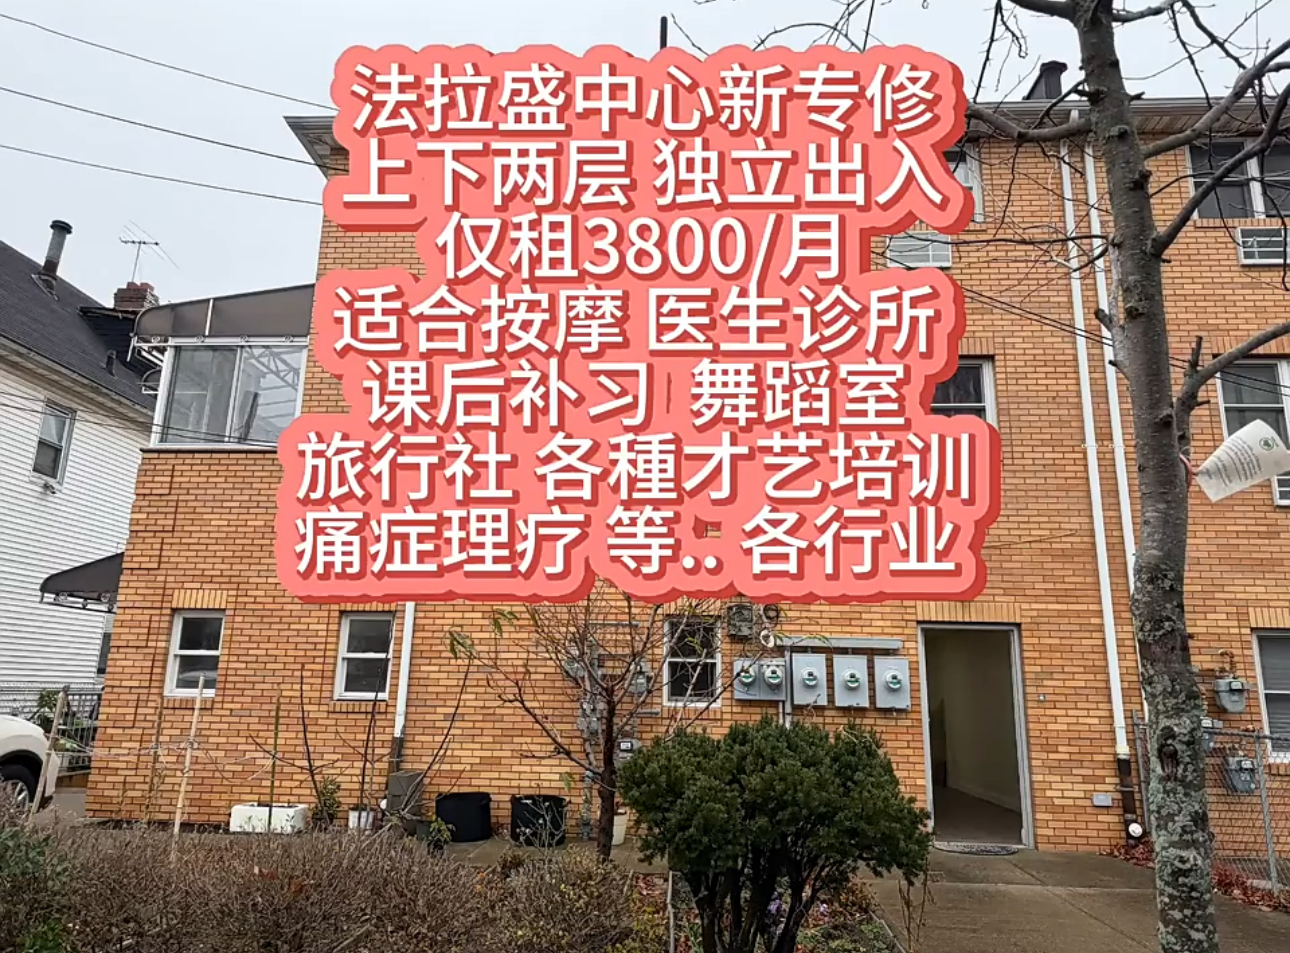 法拉盛中心新专修
上下两层 独立出入
仅租3800/月
适合按摩 医生诊所
课后补习 舞蹈室
旅行社 各種才艺培训
痛症理疗 等.. 各行业